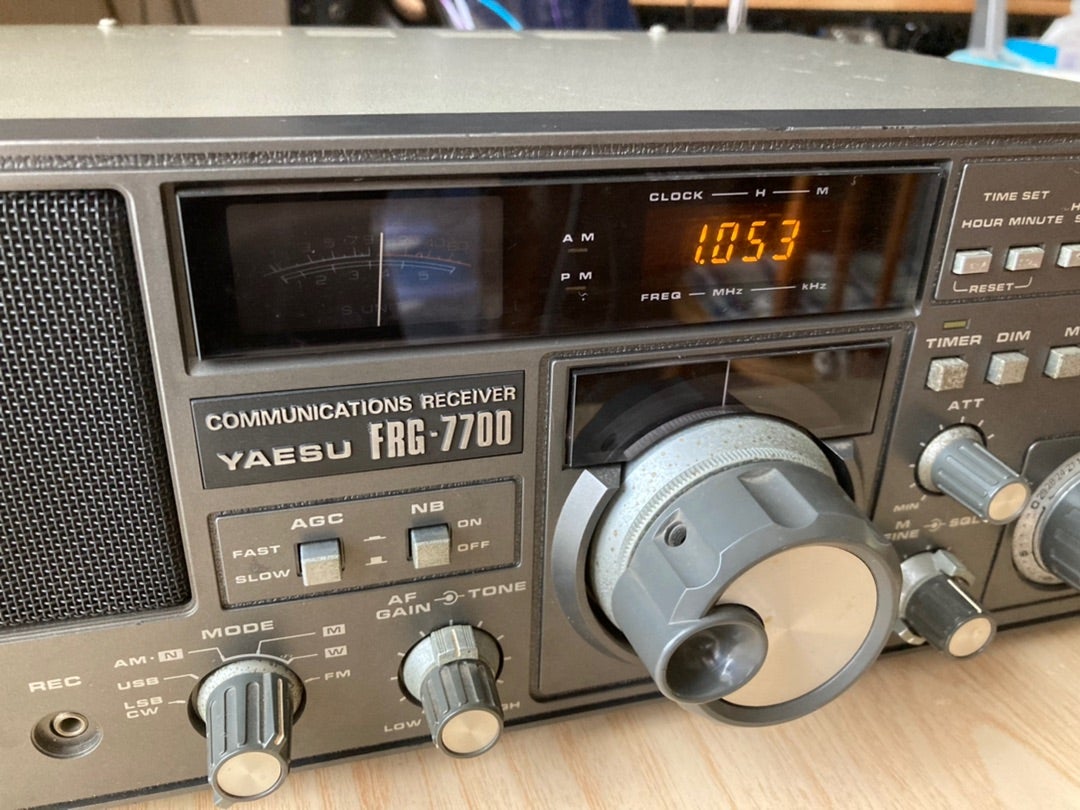 CLOCK — H — M
AM
1.053
PM
FREQ — MHz — kHz
TIME SET
HOUR MINUTE
RESET
TIMER DIM
COMMUNICATIONS RECEIVER
YAESU FRG-7700
ATT
MIN
AGC NB
ON
FAST
OFF
SLOW
FINE
AF GAIN TONE
MODE
M
AM·N W
USB FM
LSB
CW
REC
LOW